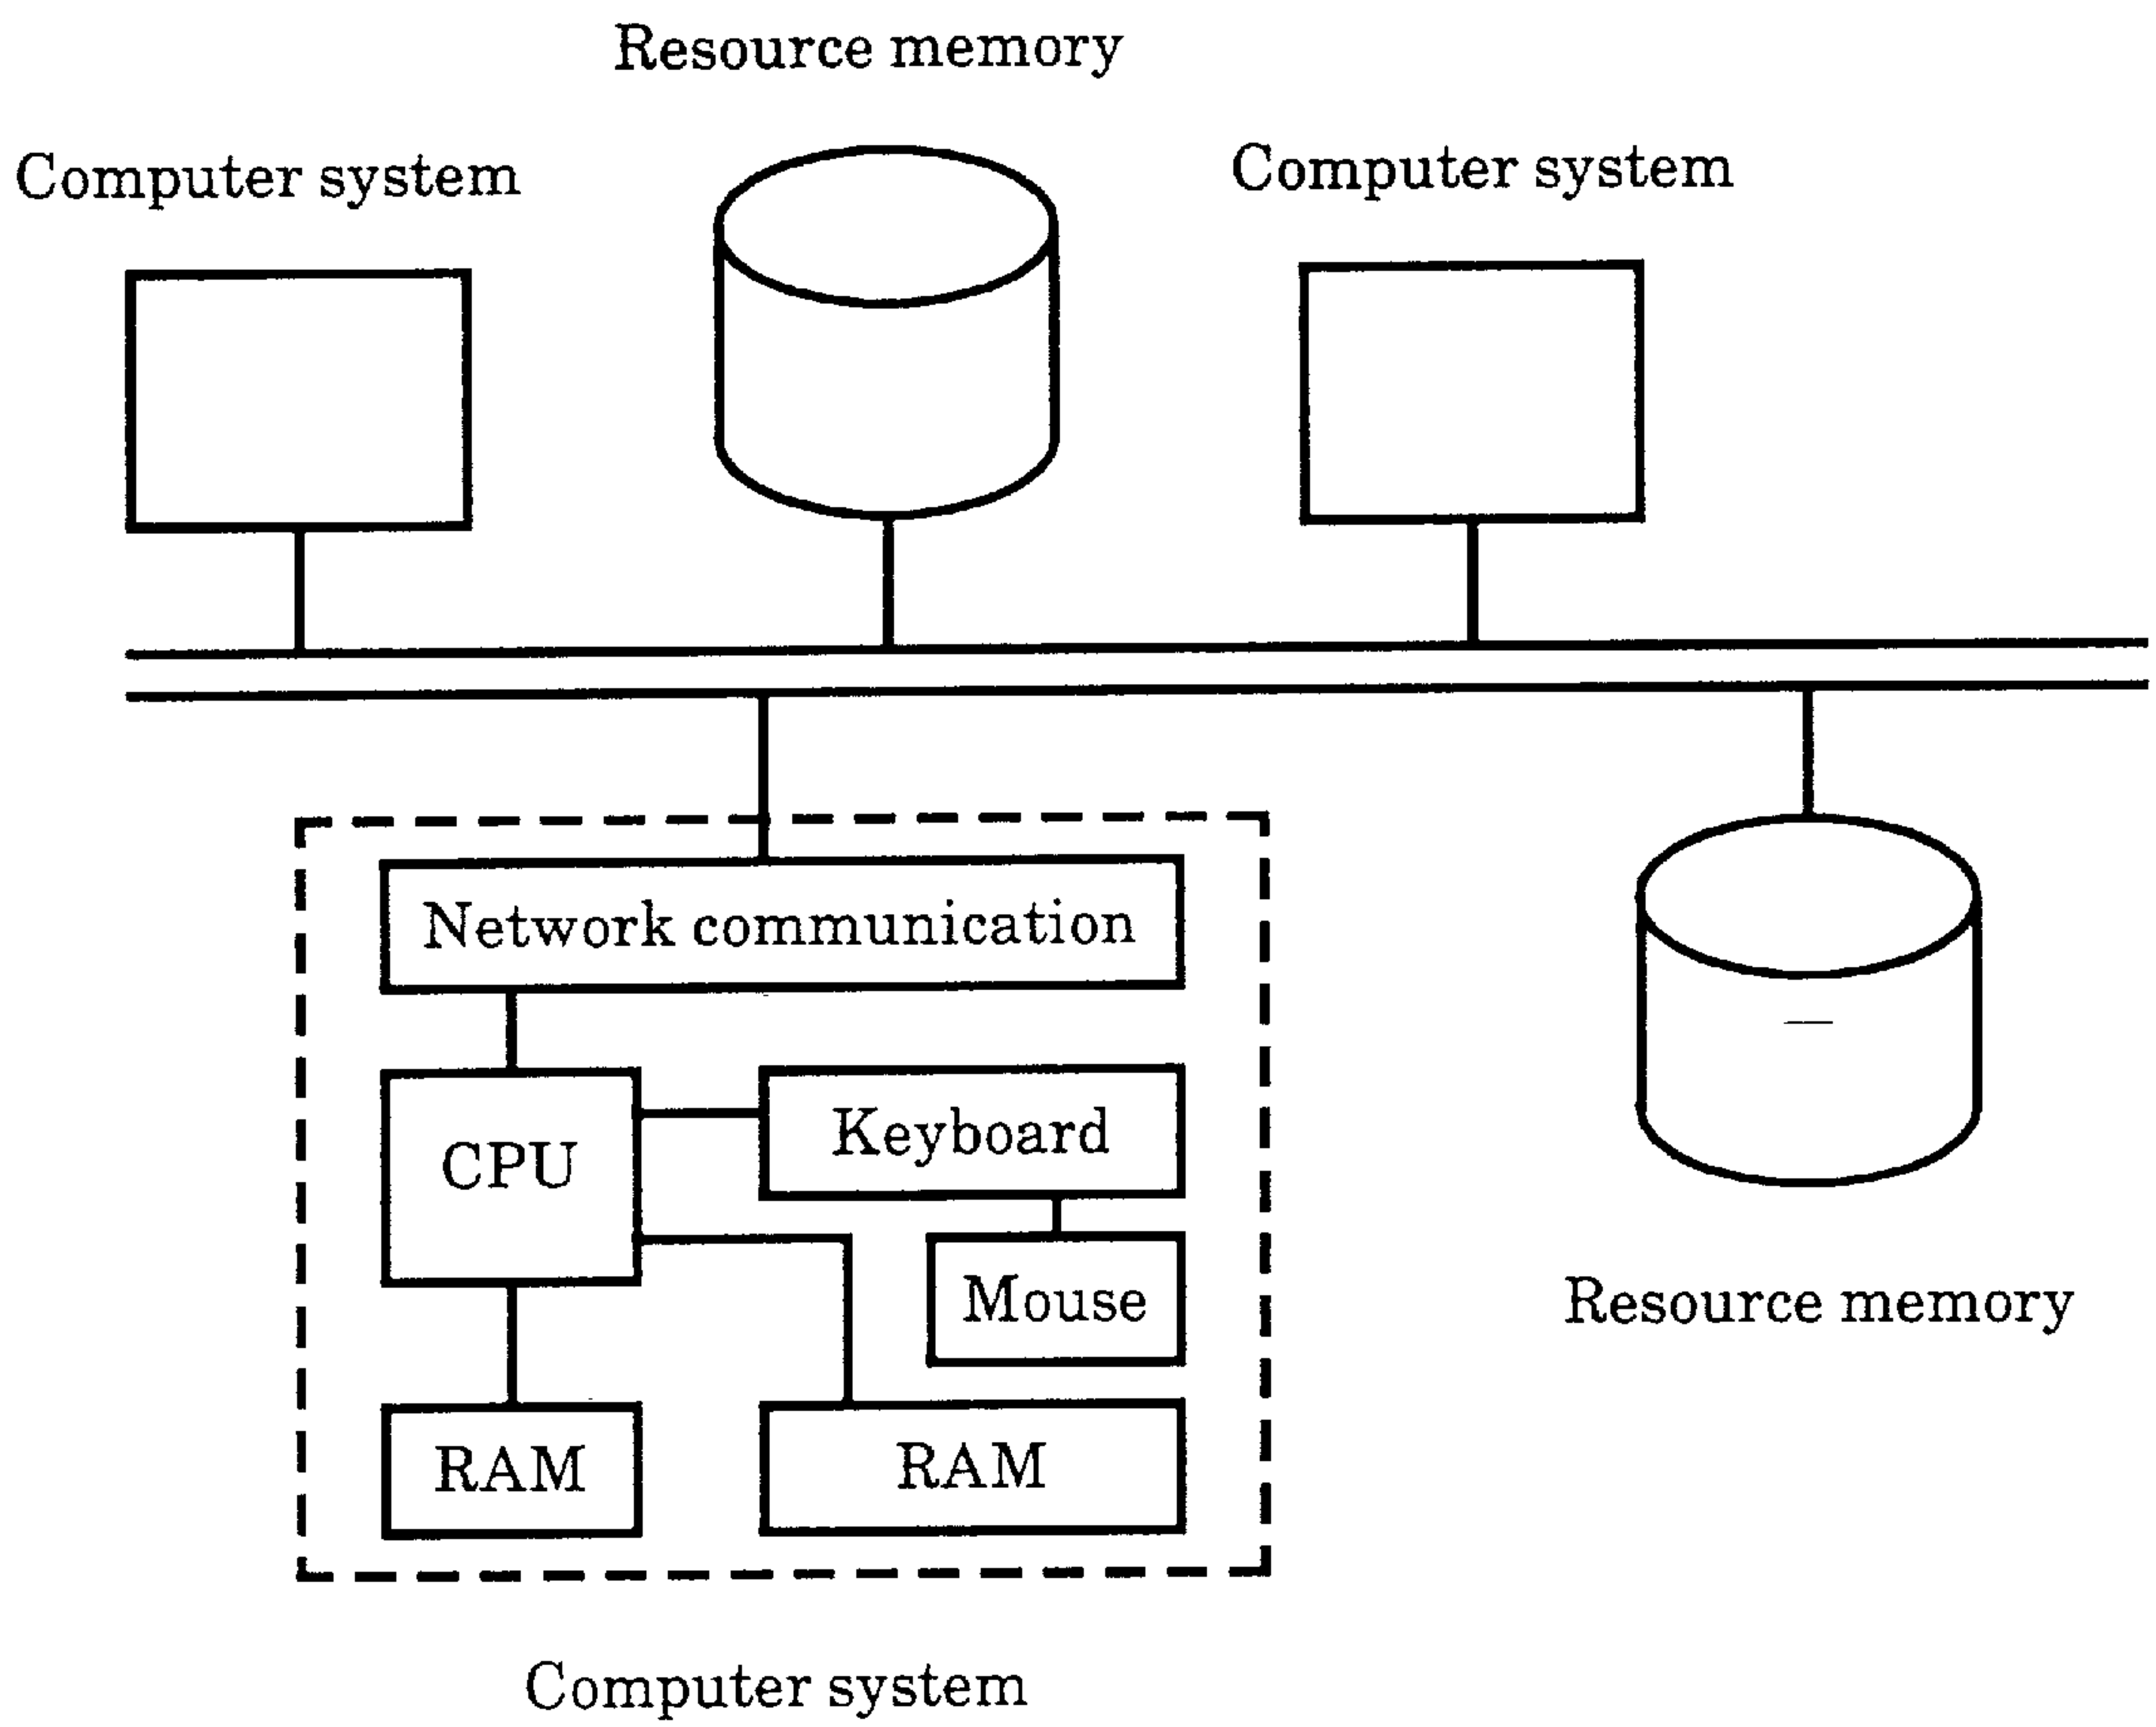 Resource memory
Computer system
Computer system
Network communication
CPU
Keyboard
Mouse
RAM
RAM
Resource memory
Computer system